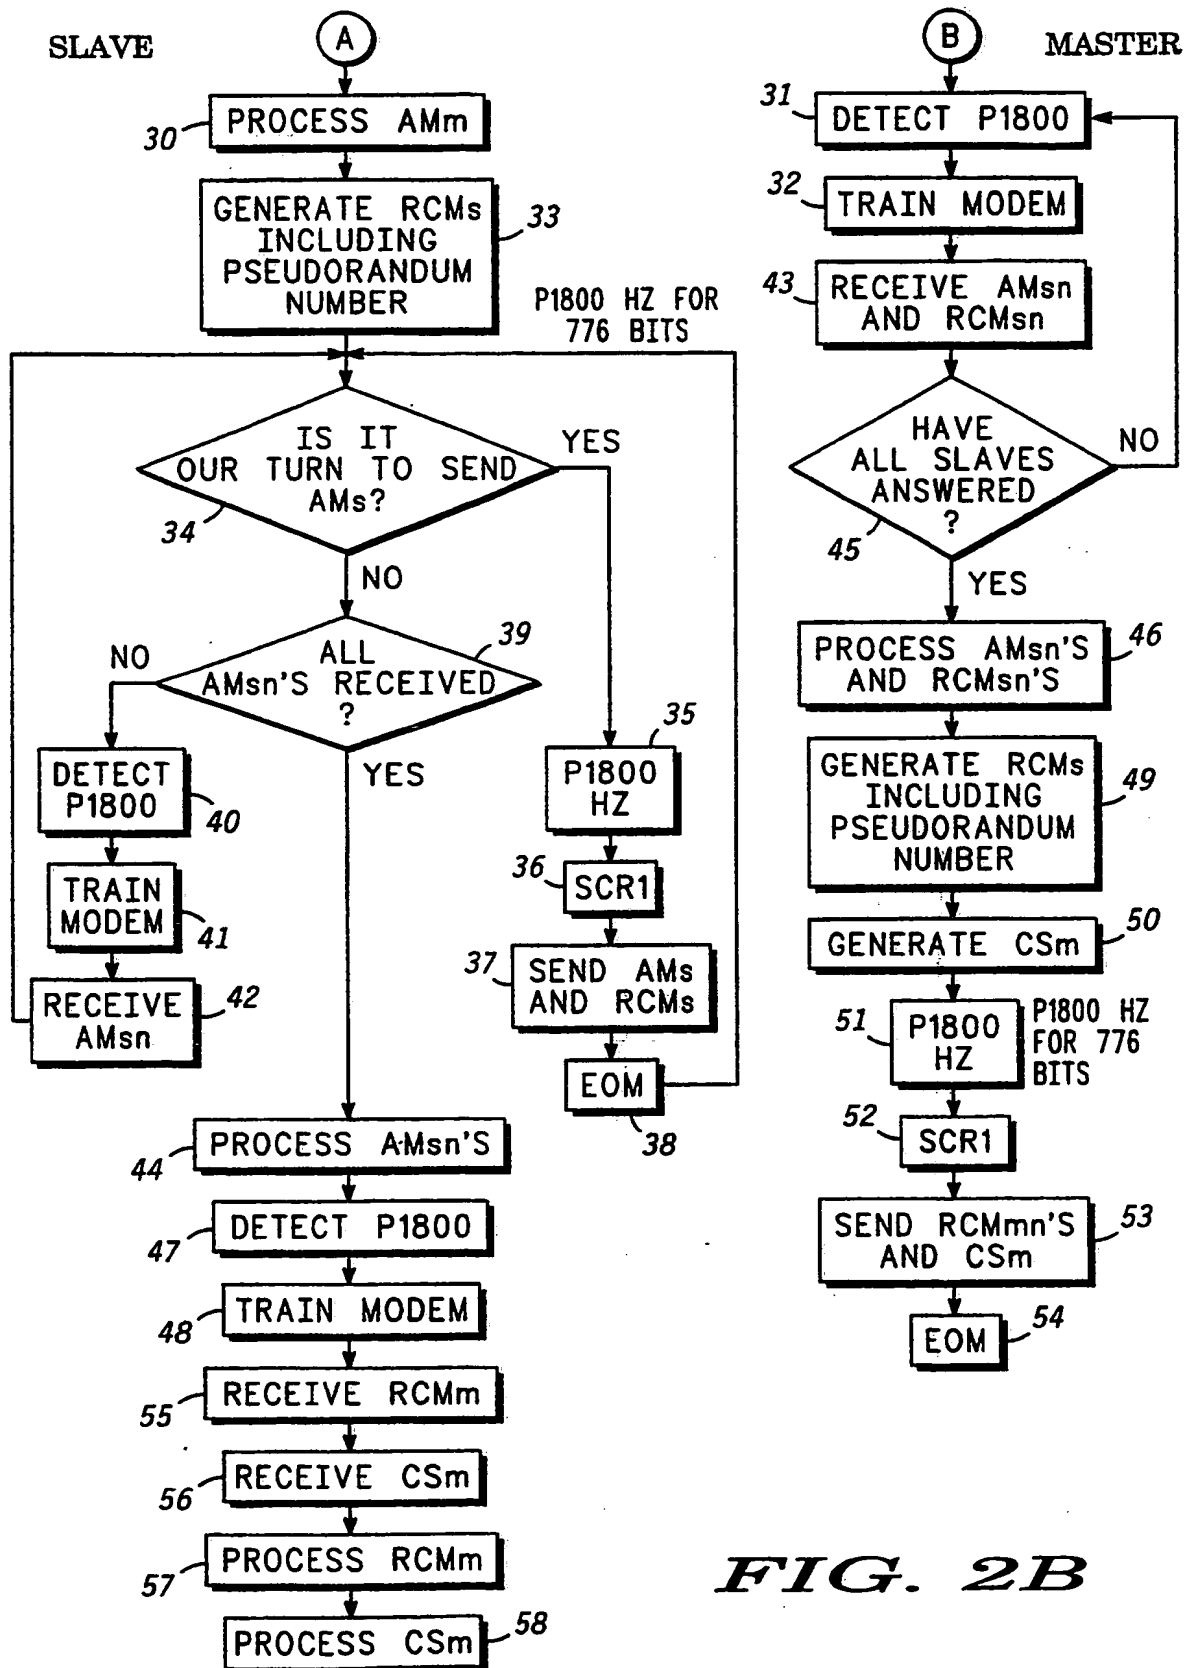 SLAVE
A
30
PROCESS AMm
33
GENERATE RCMs
INCLUDING
PSEUDORANDUM
NUMBER
P1800 HZ FOR
776 BITS
34
IS IT
OUR TURN TO SEND
AMs?
YES
NO
39
ALL
AMsn'S RECEIVED
?
NO
YES
40
DETECT
P1800
41
TRAIN
MODEM
42
RECEIVE
AMsn
35
P1800
HZ
36
SCR1
37
SEND AMs
AND RCMs
EOM
38
44
PROCESS AMsn'S
47
DETECT P1800
48
TRAIN MODEM
55
RECEIVE RCMm
56
RECEIVE CSm
57
PROCESS RCMm
58
PROCESS CSm
B
MASTER
31
DETECT P1800
32
TRAIN MODEM
43
RECEIVE AMsn
AND RCMsn
45
HAVE
ALL SLAVES
ANSWERED
?
NO
YES
46
PROCESS AMsn'S
AND RCMsn'S
49
GENERATE RCMs
INCLUDING
PSEUDORANDUM
NUMBER
50
GENERATE CSm
51
P1800
HZ
P1800 HZ
FOR 776
BITS
52
SCR1
53
SEND RCMmn'S
AND CSm
54
EOM
FIG. 2B